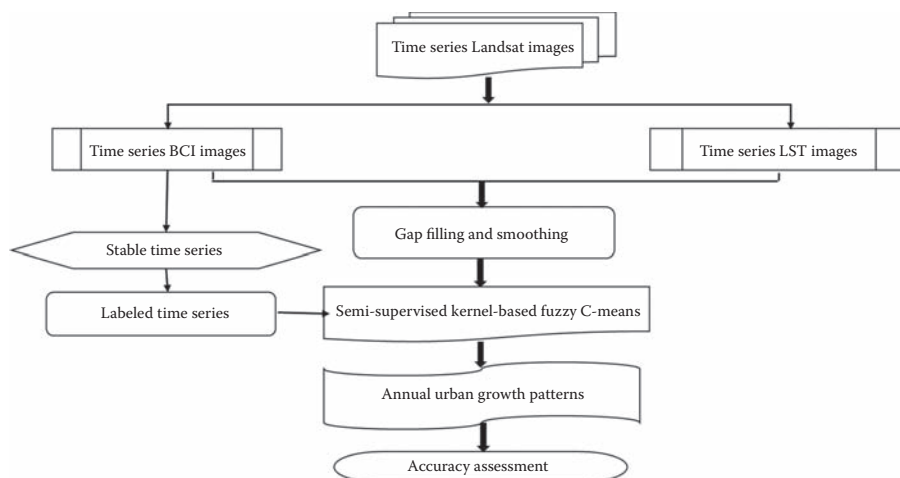 Time series Landsat images
Time series BCI images
Time series LST images
Gap filling and smoothing
Stable time series
Labeled time series
Semi-supervised kernel-based fuzzy C-means
Annual urban growth patterns
Accuracy assessment